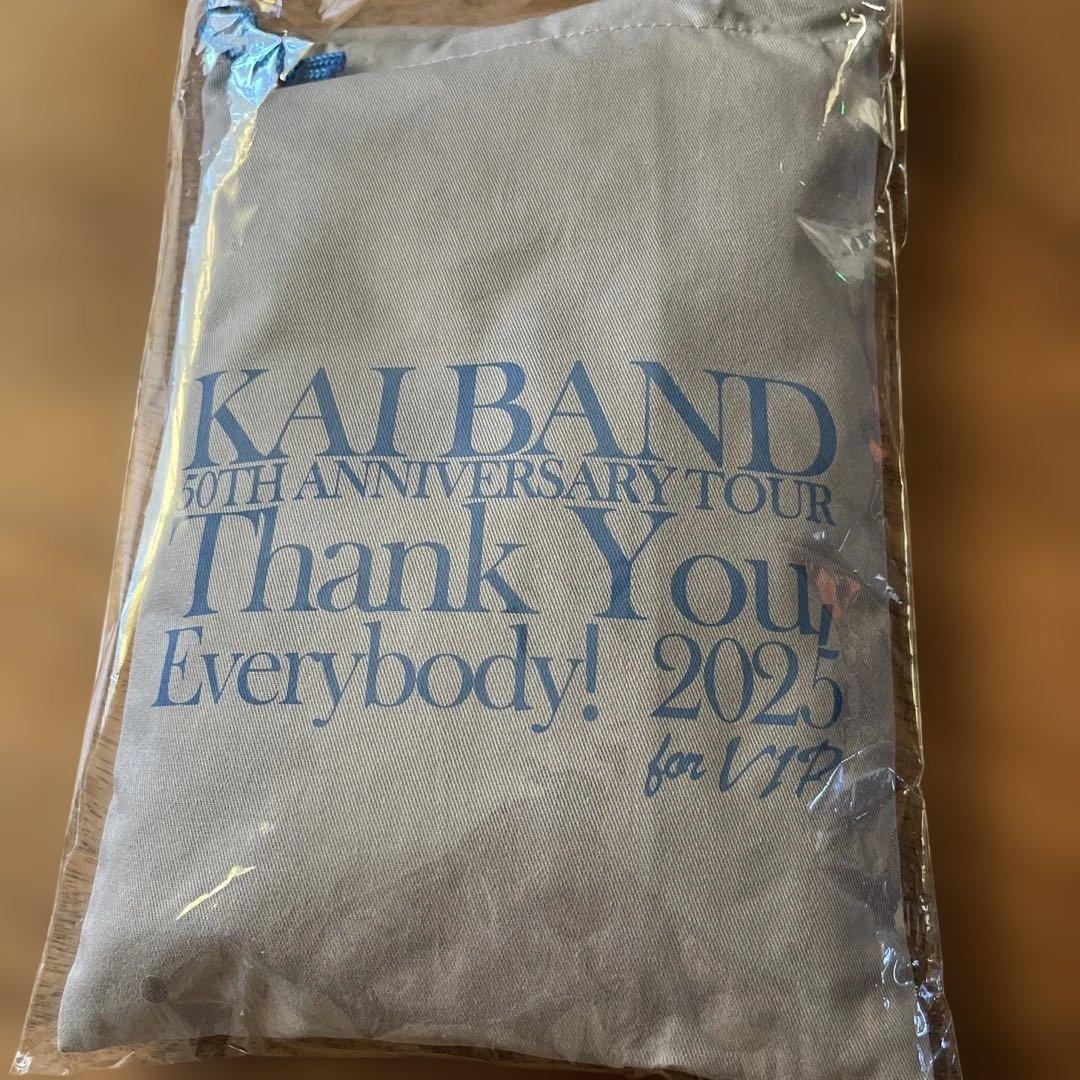 KAI BAND
50TH ANNIVERSARY TOUR
Thank You!
Everybody! 2025
for VIP